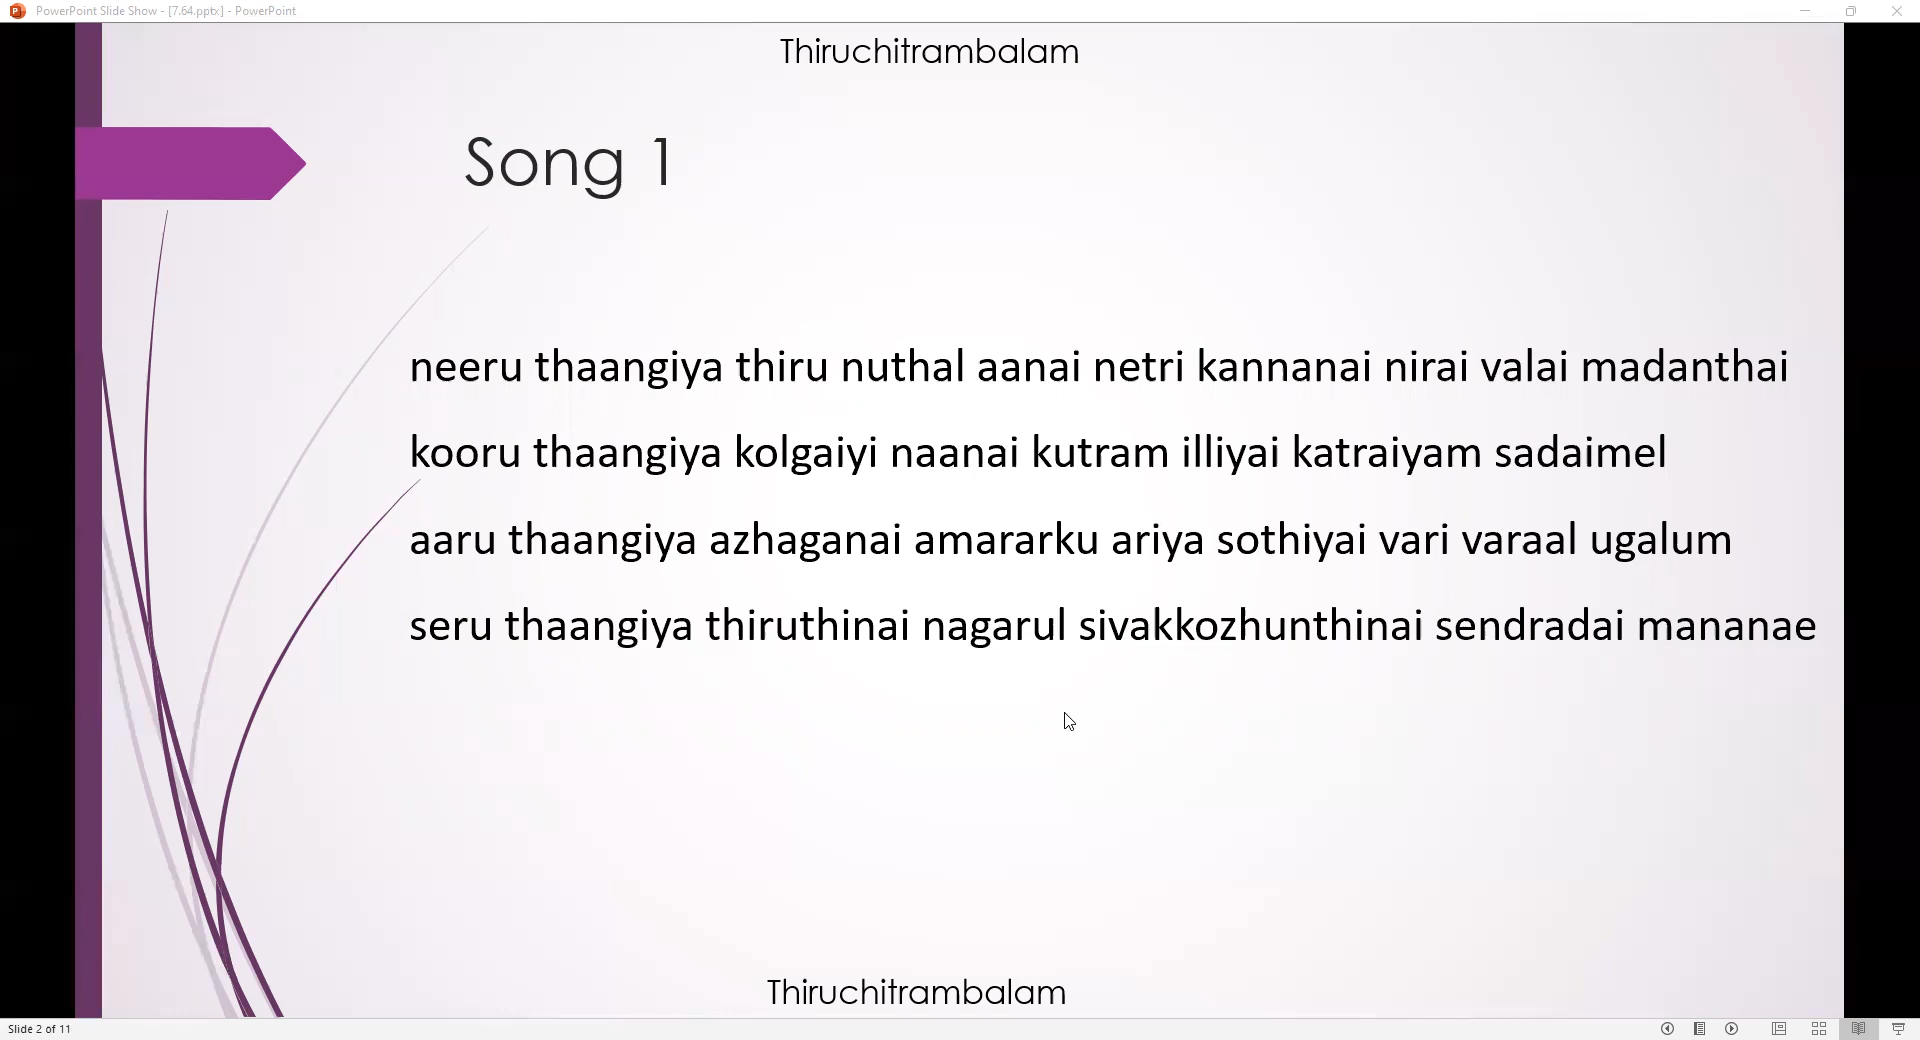 PowerPoint Slide Show - [7.64.pptx] - PowerPoint
Thiruchitrambalam
Song 1
neeru thaangiya thiru nuthal aanai netri kannanai nirai valai madanthai
kooru thaangiya kolgaiyi naanai kutram illiyai katraiyam sadaimel
aaru thaangiya azhaganai amararku ariya sothiyai vari varaal ugalum
seru thaangiya thiruthinai nagarul sivakkozhunthinai sendradai mananae
Thiruchitrambalam
Slide 2 of 11